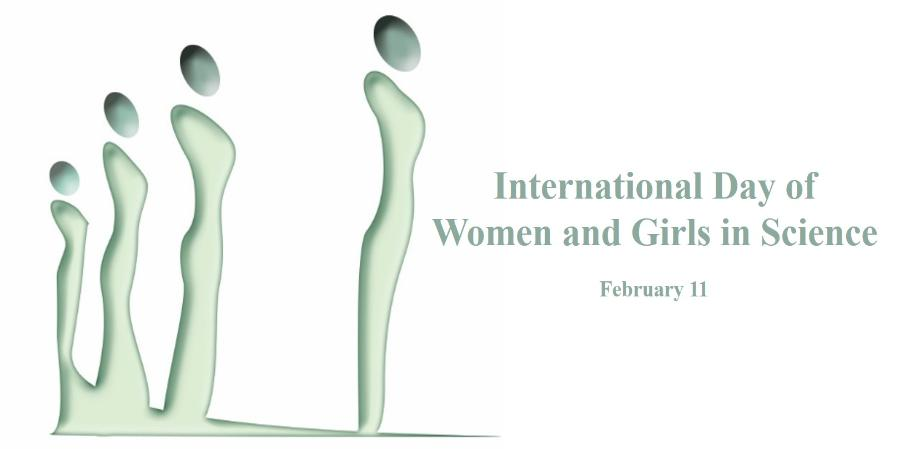 International Day of
Women and Girls in Science
February 11